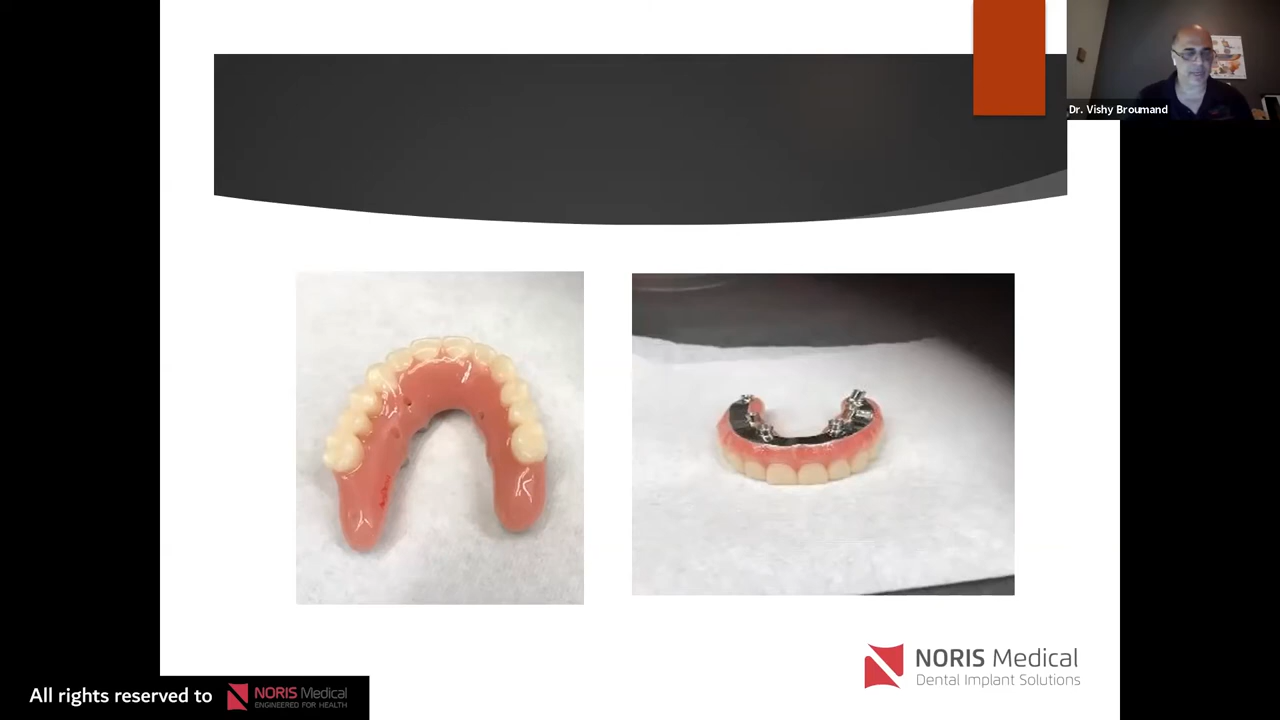 Dr. Vishy Broumand
NORIS Medical
Dental Implant Solutions
All rights reserved to
NORIS Medical
ENGINEERED FOR HEALTH